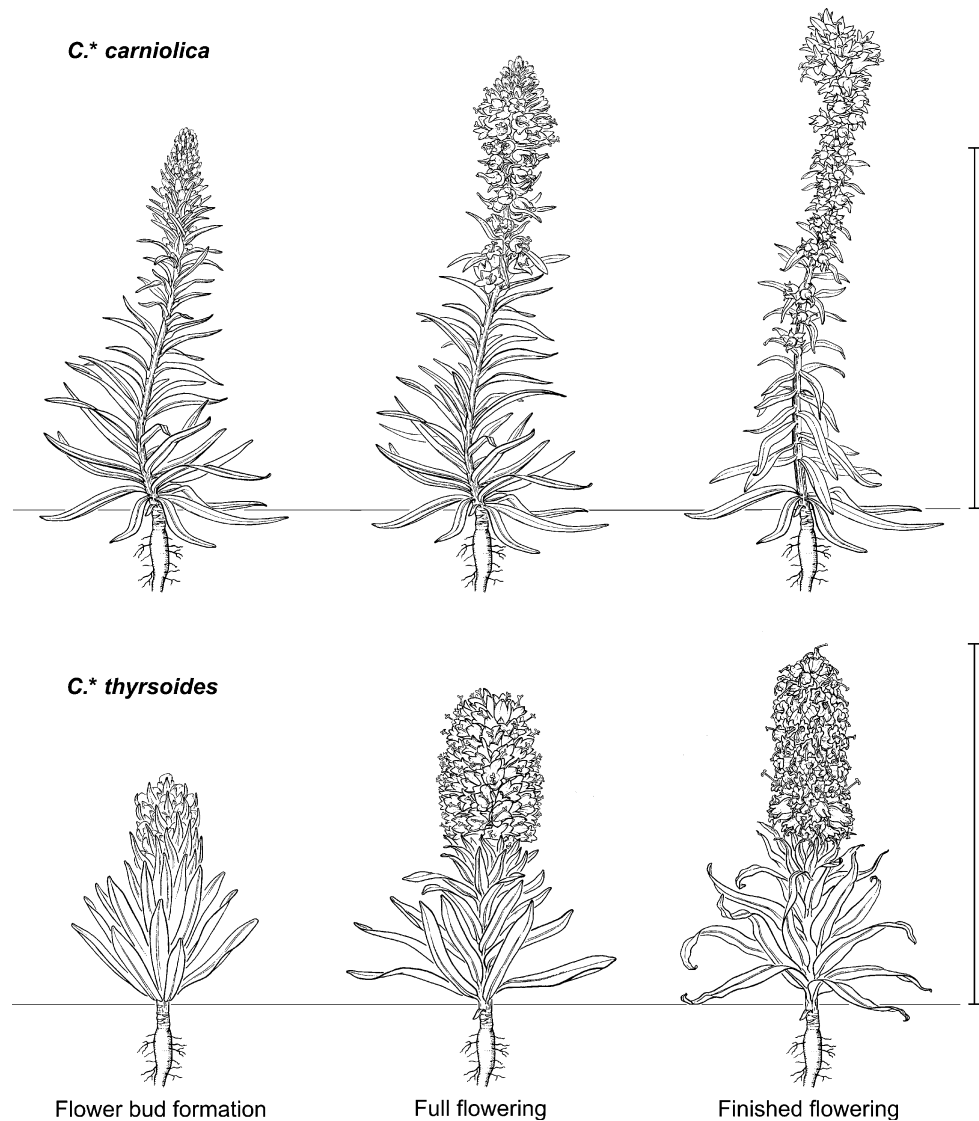 C.* carniolica
C.* thyrsoides
Flower bud formation
Full flowering
Finished flowering